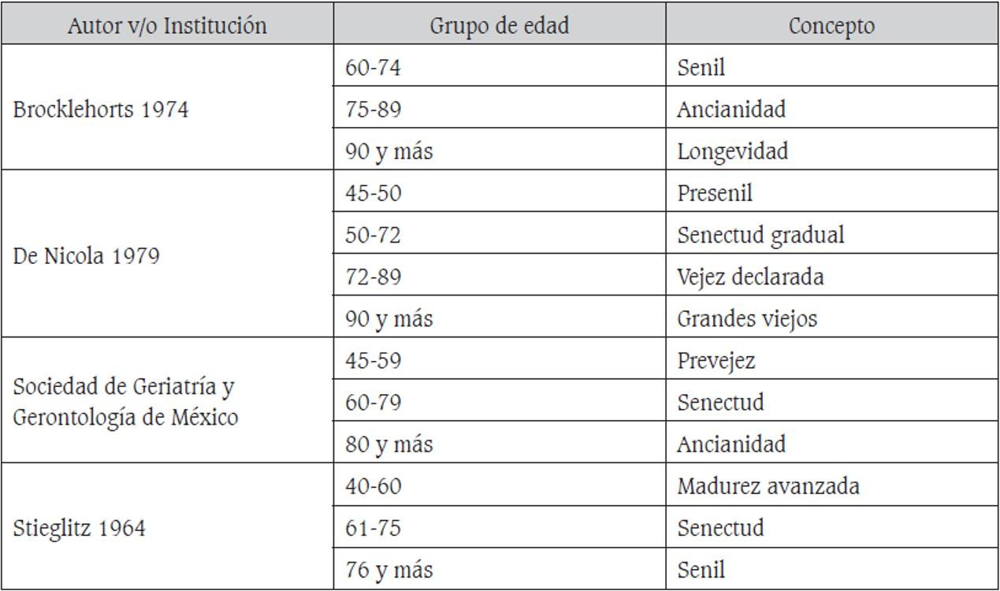 Autor v/o Institución Grupo de edad Concepto
60-74 Senil
Brocklehorts 1974 75-89 Ancianidad
90 y más Longevidad
45-50 Presenil
50-72 Senectud gradual
De Nicola 1979
72-89 Vejez declarada
90 y más Grandes viejos
45-59 Prevejez
Sociedad de Geriatría y
Gerontología de México
60-79 Senectud
80 y más Ancianidad
40-60 Madurez avanzada
Stieglitz 1964 61-75 Senectud
76 y más Senil